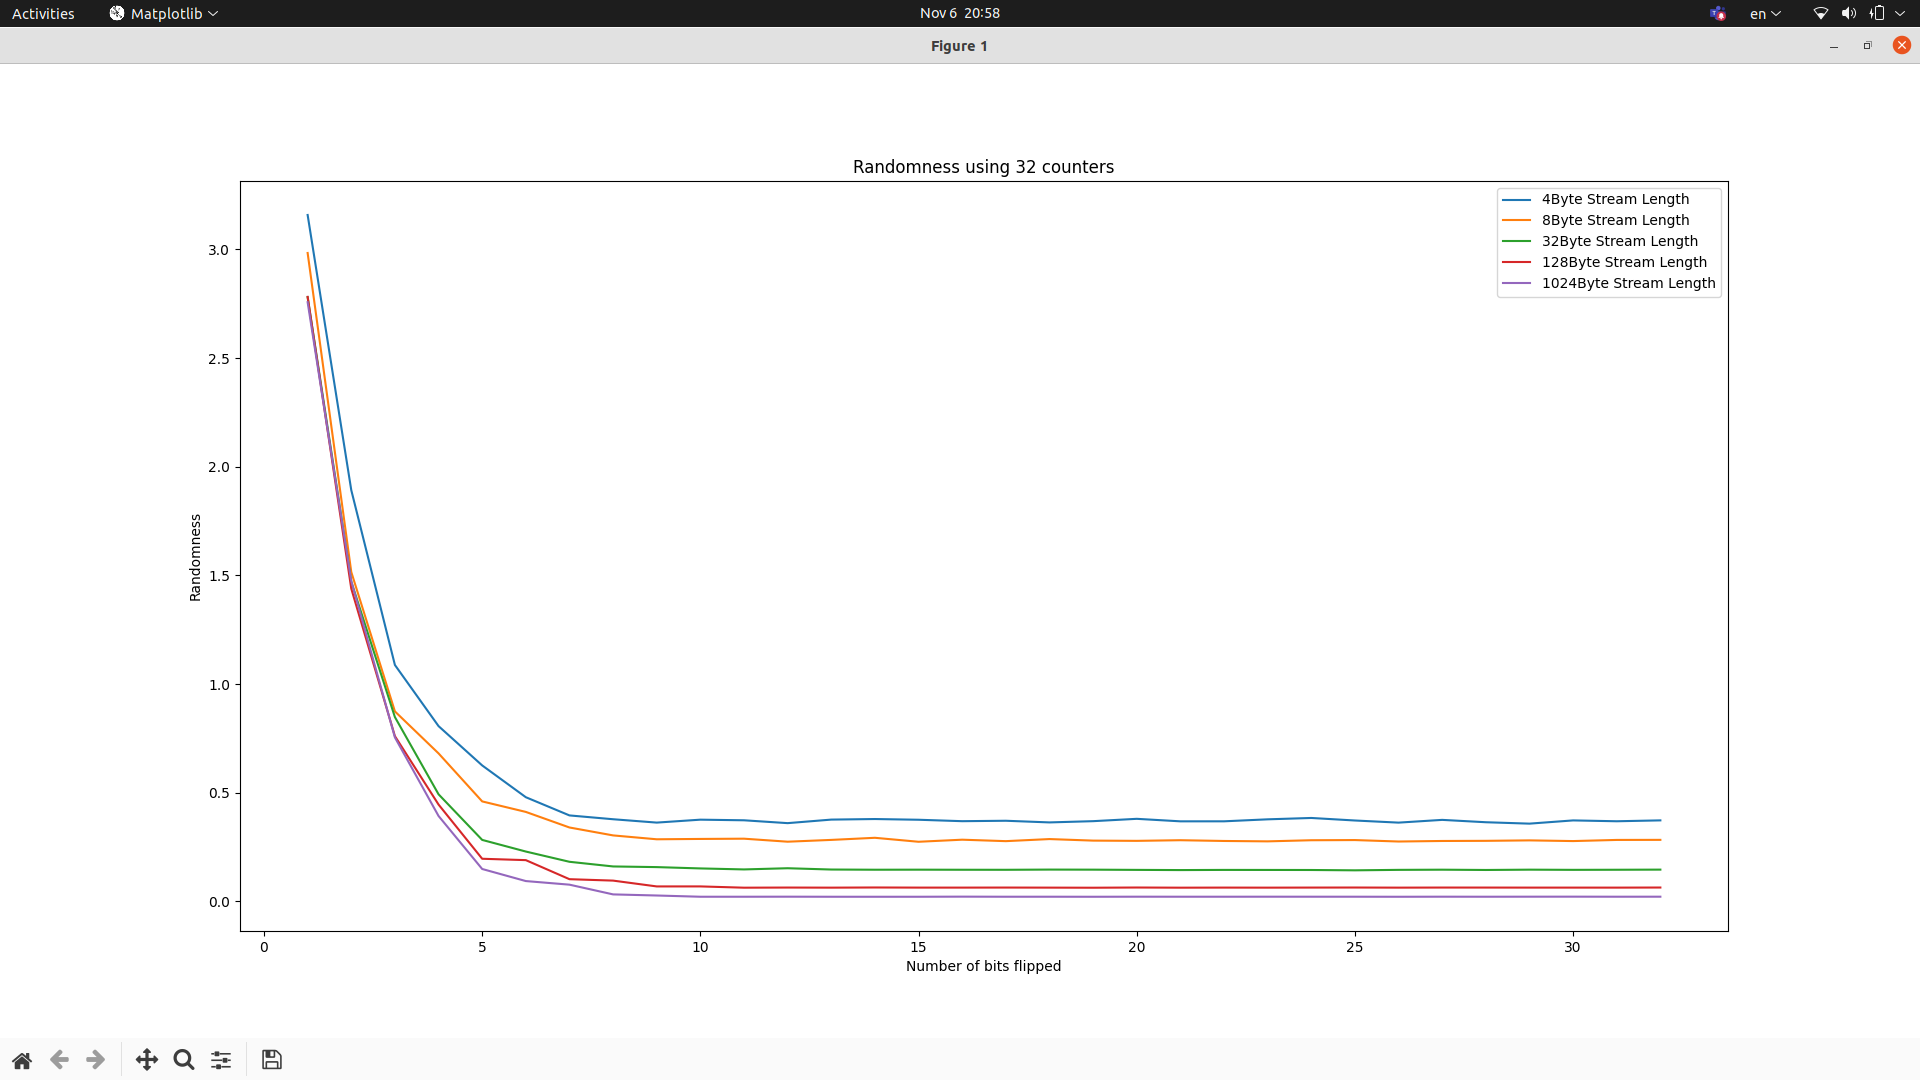 Activities
Matplotlib
Nov 6 20:58
en
Figure 1
Randomness using 32 counters
4Byte Stream Length
8Byte Stream Length
32Byte Stream Length
128Byte Stream Length
1024Byte Stream Length
Randomness
3.0
2.5
2.0
1.5
1.0
0.5
0.0
0 5 10 15 20 25 30
Number of bits flipped